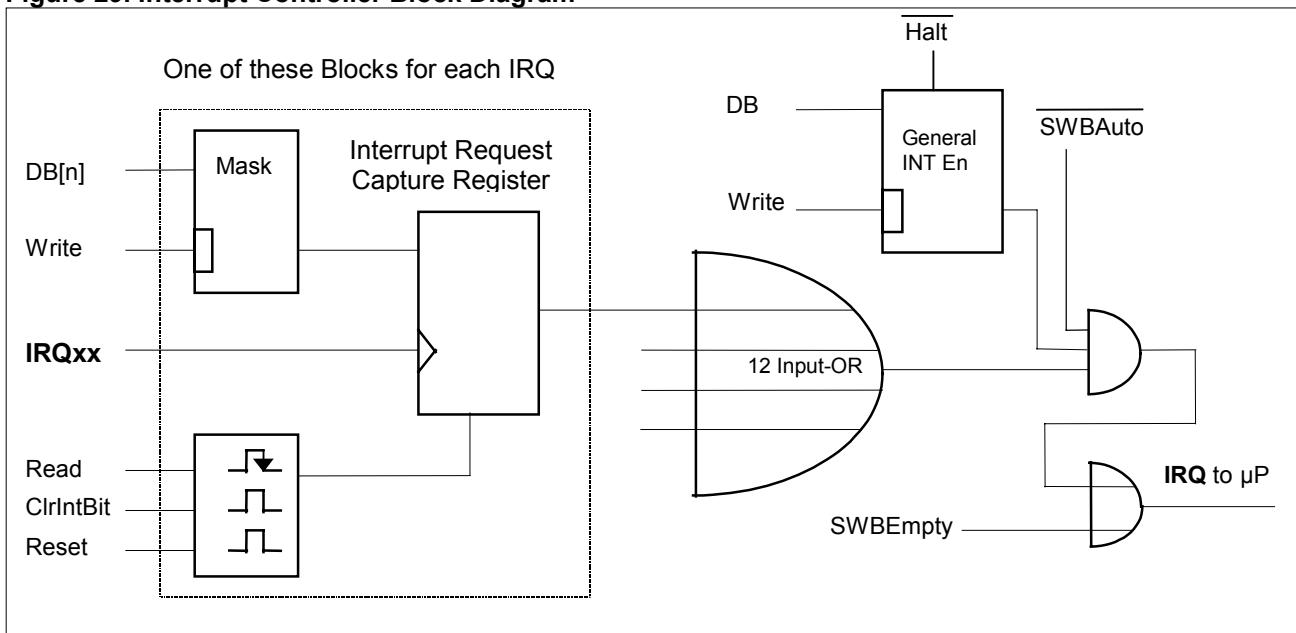 Figure 29. Interrupt Controller Block Diagram
Halt
One of these Blocks for each IRQ
DB
SWBAuto
General
INT En
Mask
Interrupt Request
Capture Register
DB[n]
Write
Write
IRQxx
12 Input-OR
Read
ClrIntBit
Reset
IRQ to µP
SWBEmpty